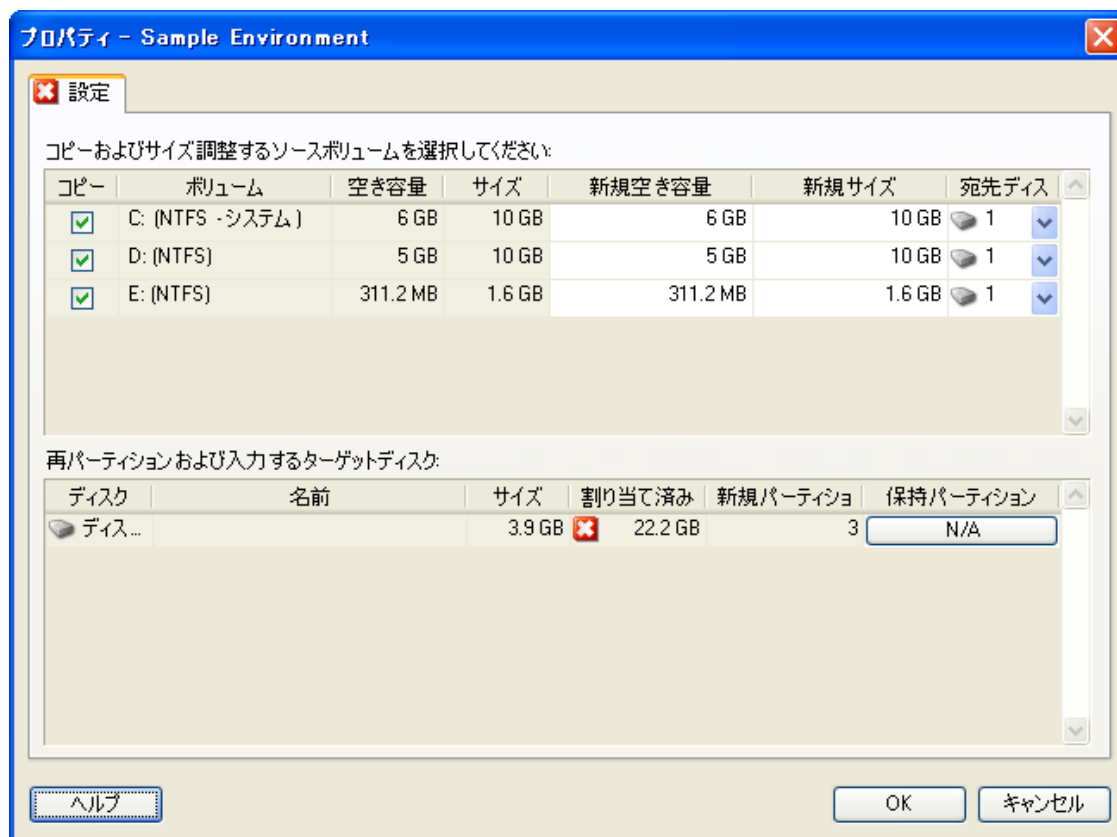 プロパティ - Sample Environment
設定
コピーおよびサイズ調整するソースボリュームを選択してください:
コピー ボリューム 空き容量 サイズ 新規空き容量 新規サイズ 宛先ディス
C: (NTFS - システム) 6 GB 10 GB 6 GB 10 GB 1
D: (NTFS) 5 GB 10 GB 5 GB 10 GB 1
E: (NTFS) 311.2 MB 1.6 GB 311.2 MB 1.6 GB 1
再パーティションおよび入力するターゲットディスク:
ディスク 名前 サイズ 割り当て済み 新規パーティショ 保持パーティション
ディス... 3.9 GB 22.2 GB 3 N/A
ヘルプ OK キャンセル